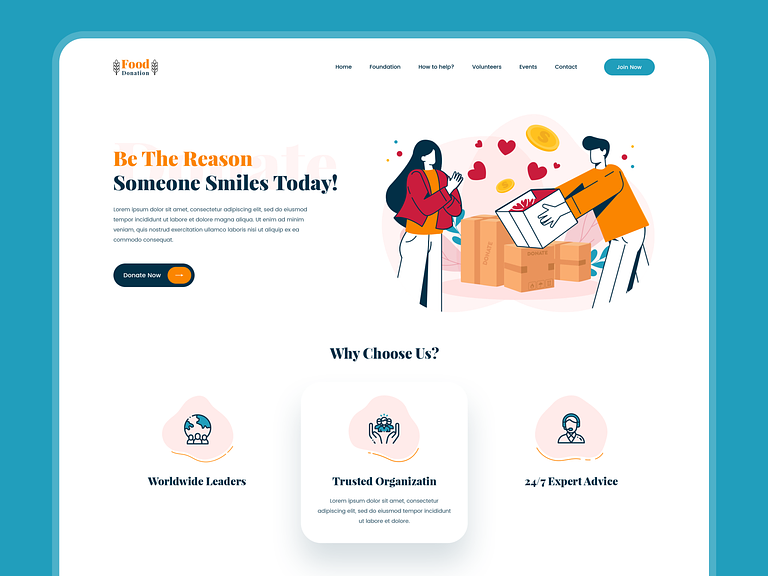 Food
Donation
Home Foundation How to help? Volunteers Events Contact Join Now
Donate
Be The Reason
Someone Smiles Today!
Lorem ipsum dolor sit amet, consectetur adipiscing elit, sed do eiusmod
tempor incididunt ut labore et dolore magna aliqua. Ut enim ad minim
veniam, quis nostrud exercitation ullamco laboris nisi ut aliquip ex ea
commodo consequat.
Donate Now
DONATE
DONATE
Why Choose Us?
Worldwide Leaders
Trusted Organizatin
Lorem ipsum dolor sit amet, consectetur
adipiscing elit, sed do eiusmod tempor incididunt
ut labore et dolore.
24/7 Expert Advice